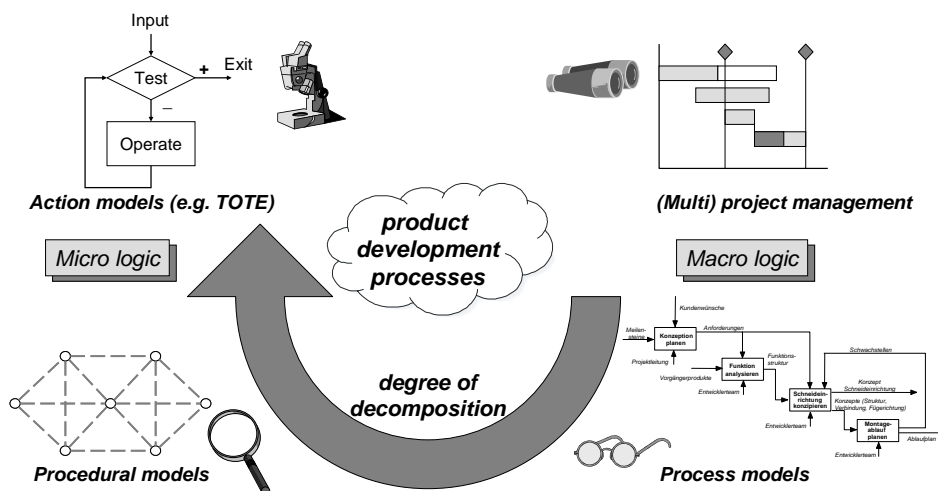 Input
Test
+
Exit
–
Operate
Action models (e.g. TOTE)
(Multi) project management
product
development
processes
Micro logic
Macro logic
Kundenwünsche
Meilen-
steine
Konzeption
planen
Anforderungen
Projektleitung
Funktion
analysieren
Funktions-
struktur
Vorgängerprodukte
Entwicklerteam
Schwachstellen
Schneidein-
richtung
konzipieren
Konzept
Schneideinrichtung
Konzepte (Struktur,
Verbindung, Fügerichtung)
Entwicklerteam
Montage-
ablauf
planen
Ablaufplan
Entwicklerteam
degree of
decomposition
Procedural models
Process models